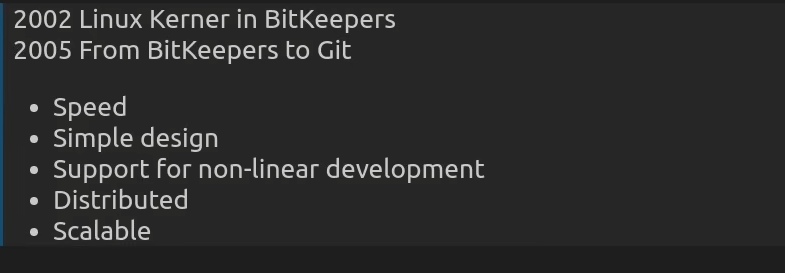 2002 Linux Kerner in BitKeepers
2005 From BitKeepers to Git
• Speed
• Simple design
• Support for non-linear development
• Distributed
• Scalable